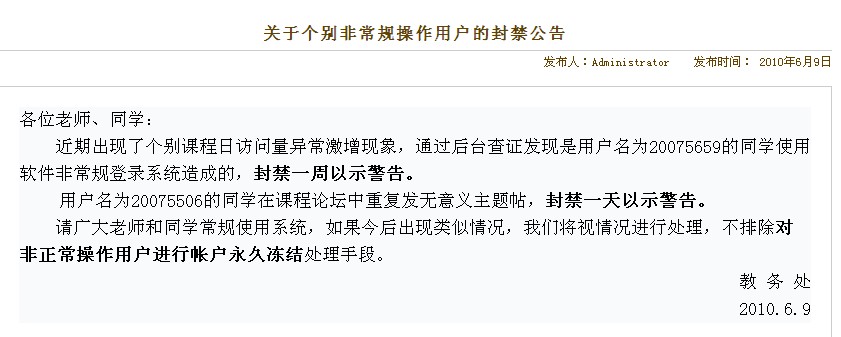 关于个别非常规操作用户的封禁公告
发布人：Administrator 发布时间： 2010年6月9日
各位老师、同学：
近期出现了个别课程日访问量异常激增现象，通过后台查证发现是用户名为20075659的同学使用
软件非常规登录系统造成的，封禁一周以示警告。
用户名为20075506的同学在课程论坛中重复发无意义主题帖，封禁一天以示警告。
请广大老师和同学常规使用系统，如果今后出现类似情况，我们将视情况进行处理，不排除对
非正常操作用户进行帐户永久冻结处理手段。
教 务 处
2010.6.9